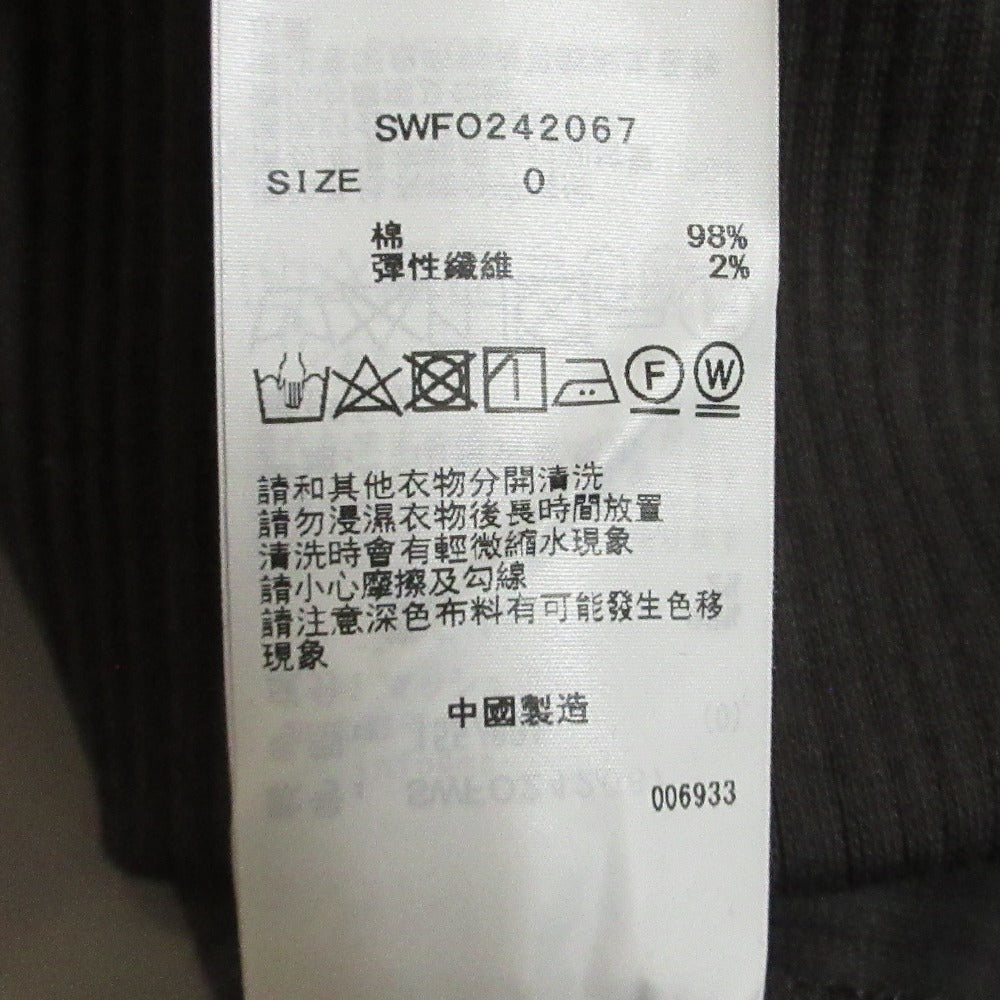 SWFO242067
SIZE 0
棉 98%
彈性纖維 2%
F W
請和其他衣物分開清洗
請勿浸濕衣物後長時間放置
清洗時會有輕微縮水現象
請小心摩擦及勾線
請注意深色布料有可能發生色移
現象
中國製造
006933